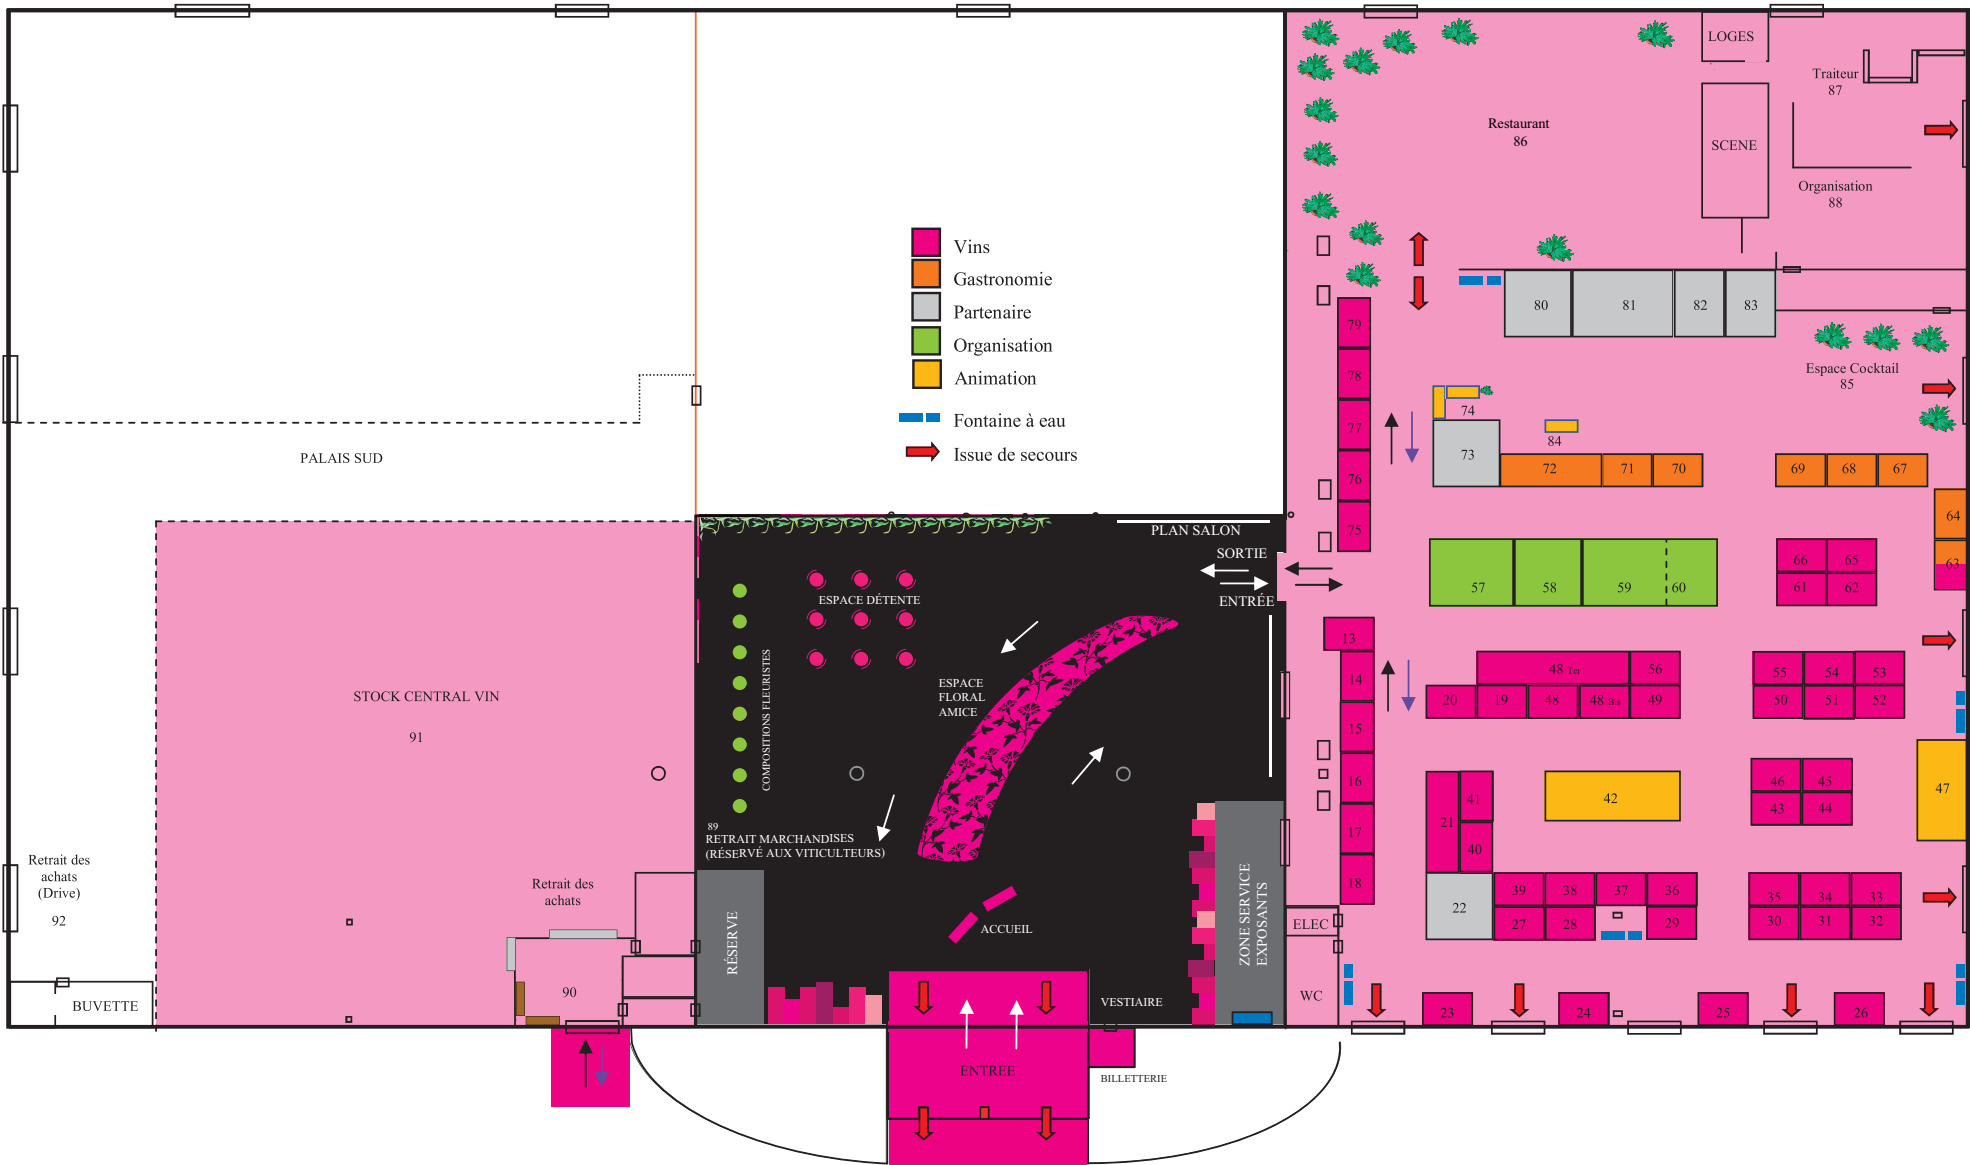 LOGES
Traiteur
87
Restaurant
86
SCENE
Organisation
88
Vins
Gastronomie
Partenaire
Organisation
Animation
Fontaine à eau
Issue de secours
80
81
82
83
79
78
77
76
75
Espace Cocktail
85
74
84
73
72
71
70
69
68
67
64
63
PALAIS SUD
PLAN SALON
SORTIE
ENTRÉE
57
58
59
60
66
65
61
62
ESPACE DÉTENTE
COMPOSITIONS FLEURISTES
ESPACE
FLORAL
AMICE
STOCK CENTRAL VIN
91
13
14
15
16
17
18
48 Ter
56
20
19
48
48 Bis
49
55
54
53
50
51
52
41
21
40
42
46
45
43
44
47
89
RETRAIT MARCHANDISES
(RÉSERVÉ AUX VITICULTEURS)
Retrait des
achats
(Drive)
92
Retrait des
achats
RÉSERVE
ACCUEIL
ZONE SERVICE
EXPOSANTS
22
39
38
37
36
27
28
29
35
34
33
30
31
32
ELEC
WC
BUVETTE
90
VESTIAIRE
23
24
25
26
ENTREE
BILLETTERIE